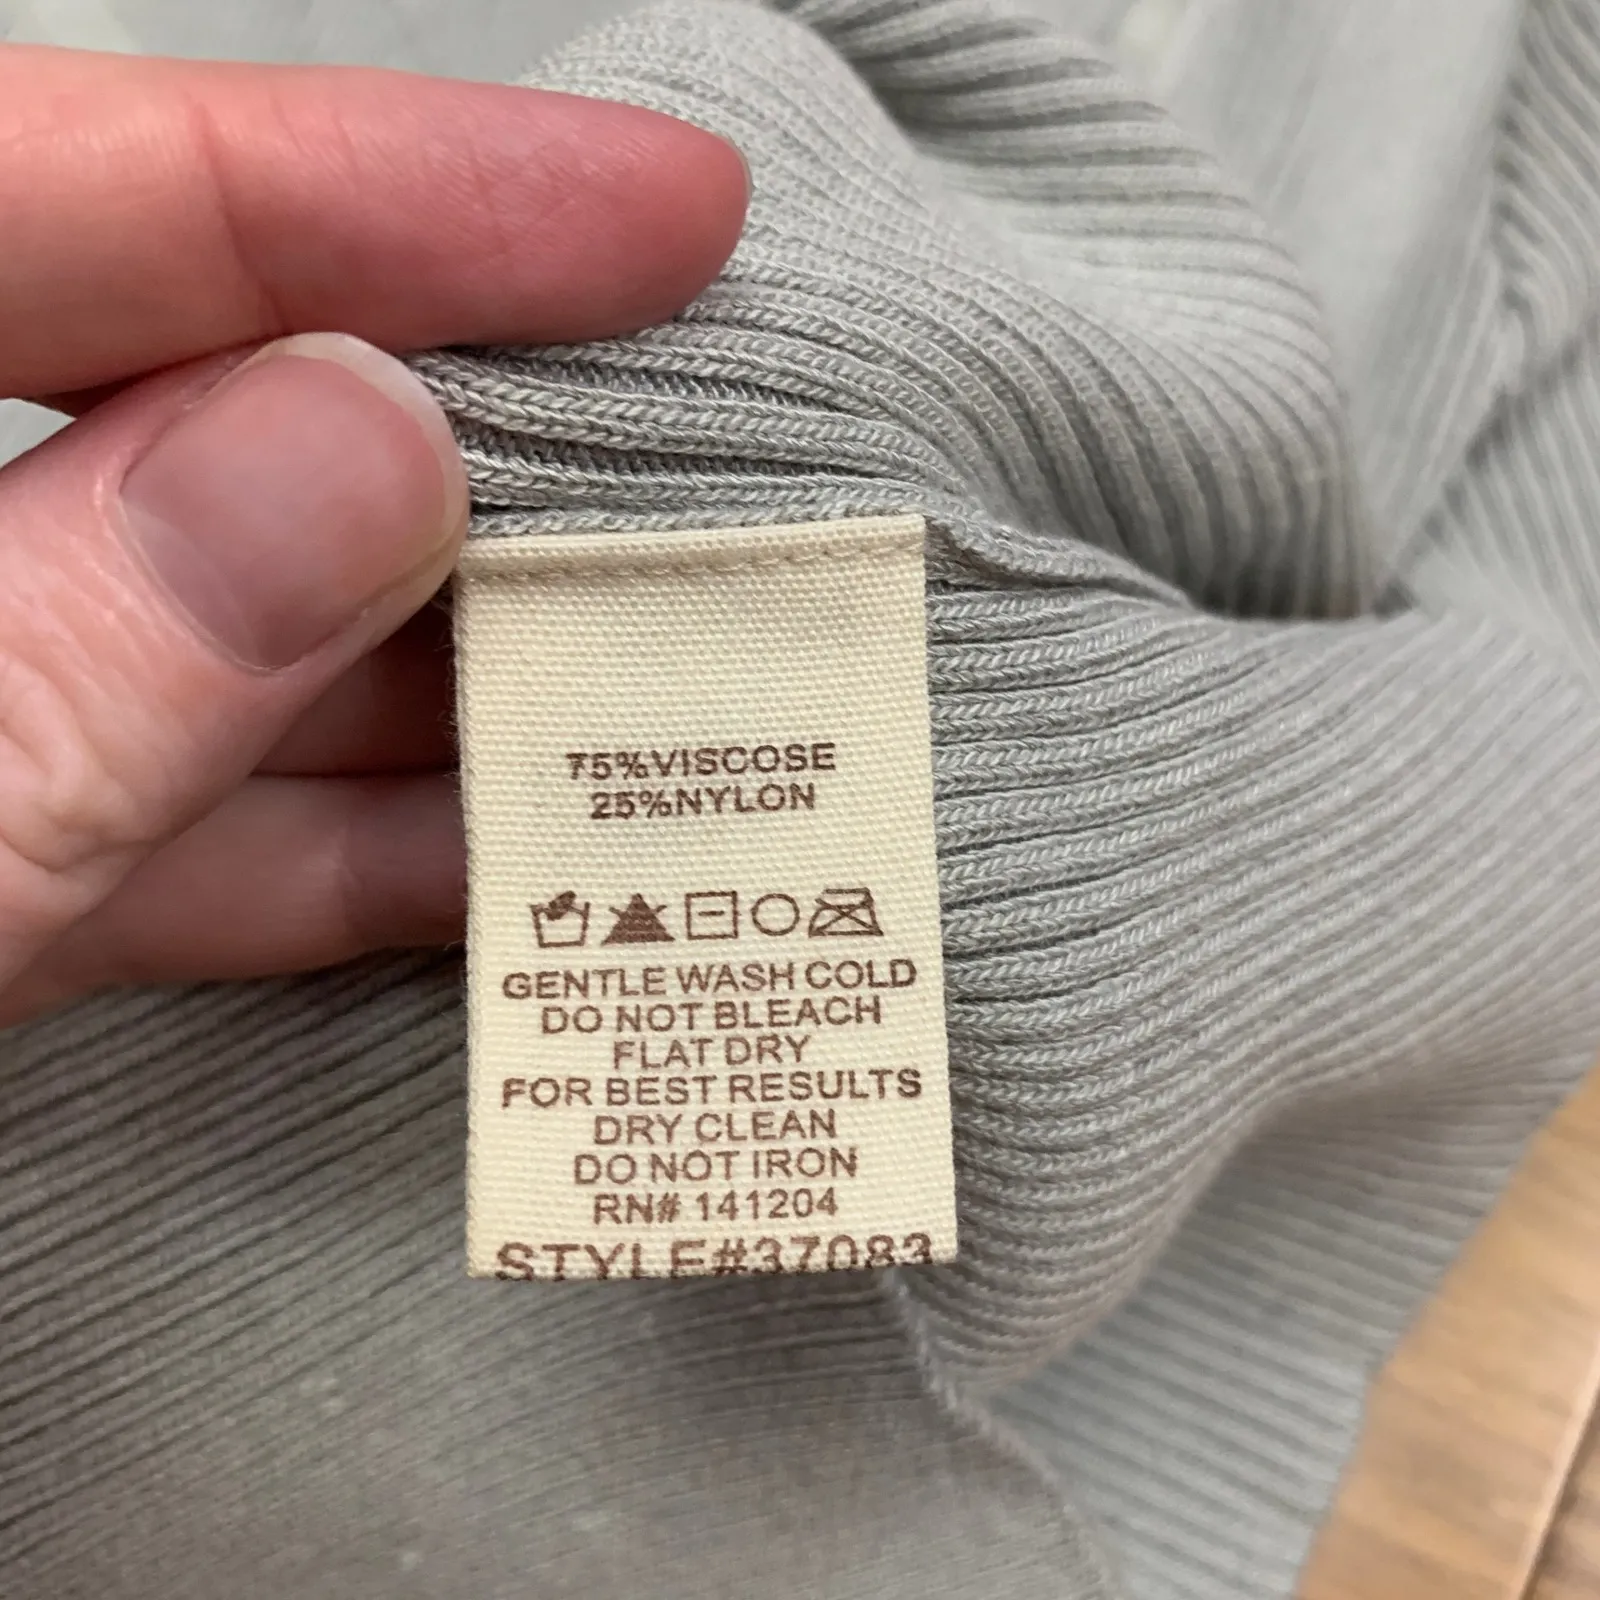 75%VISCOSE
25%NYLON
GENTLE WASH COLD
DO NOT BLEACH
FLAT DRY
FOR BEST RESULTS
DRY CLEAN
DO NOT IRON
RN# 141204
STYLE#37083